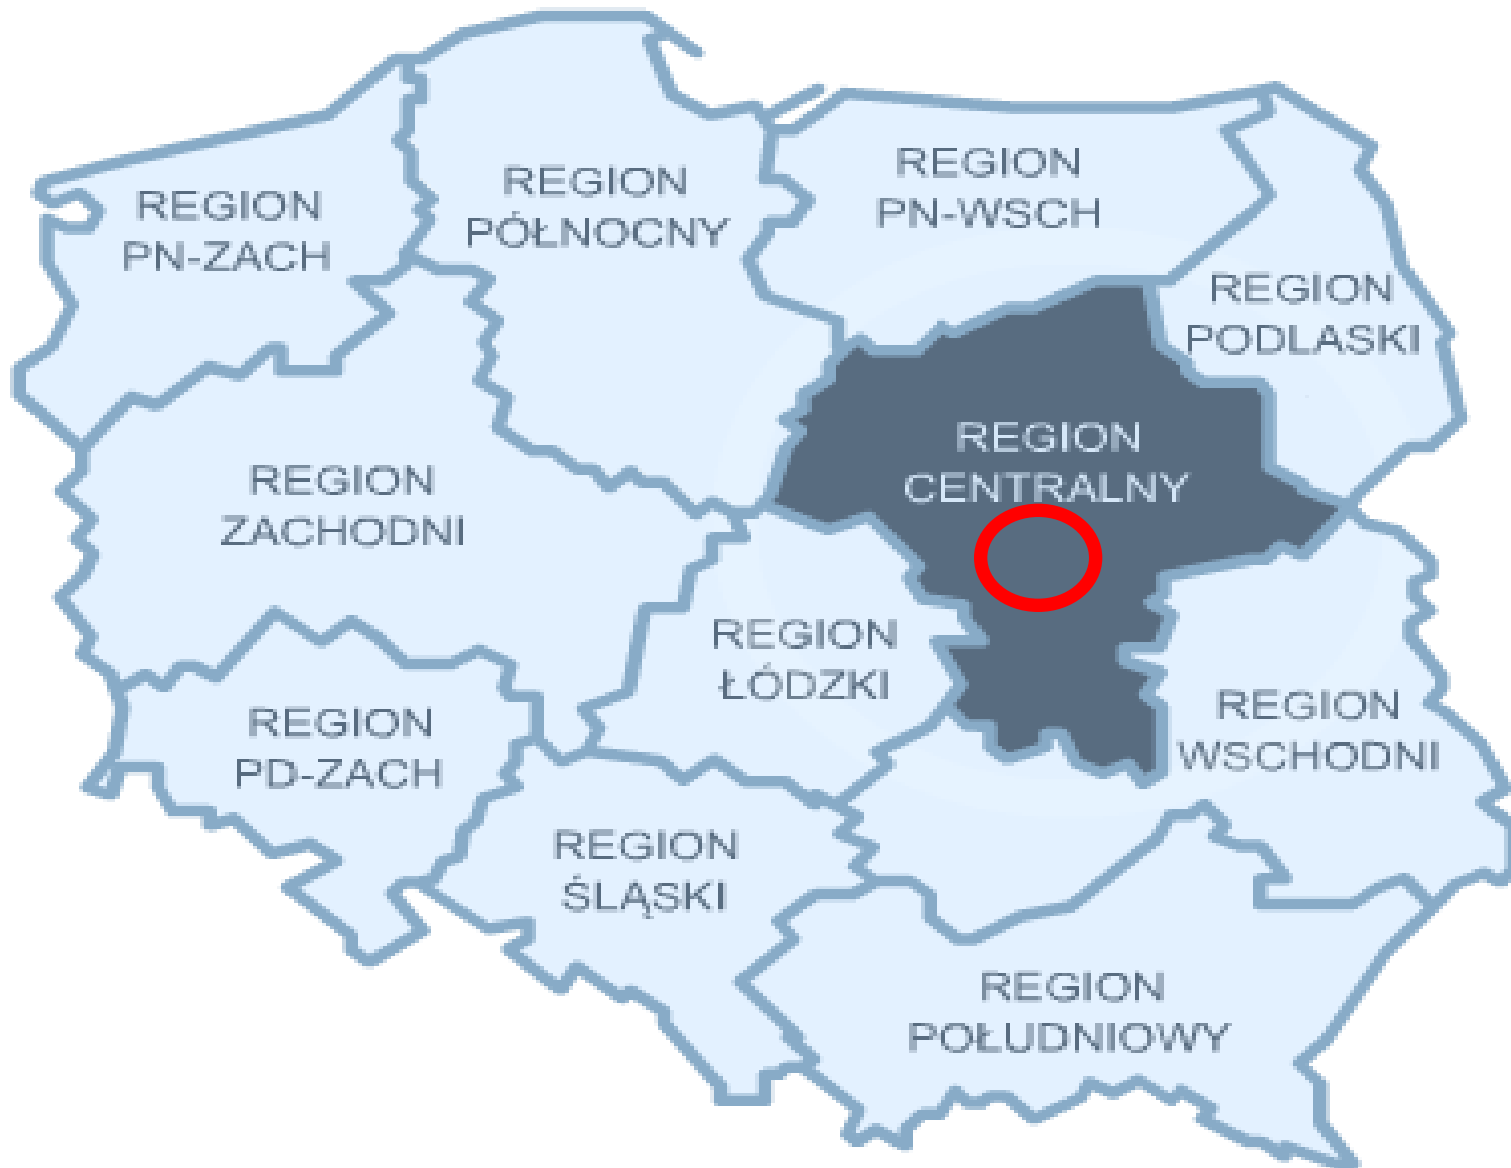 REGION
PN-ZACH
REGION
PÓŁNOCNY
REGION
PN-WSCH
REGION
PODLASKI
REGION
ZACHODNI
REGION
CENTRALNY
REGION
ŁÓDZKI
REGION
PD-ZACH
REGION
WSCHODNI
REGION
ŚLĄSKI
REGION
POŁUDNIOWY